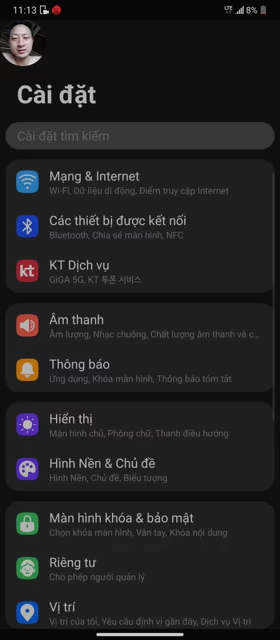 11:13 LTE 8%
Cài đặt
Cài đặt tìm kiếm
Mạng & Internet
Wi-Fi, Dữ liệu di động, Điểm truy cập Internet
Các thiết bị được kết nối
Bluetooth, Chia sẻ màn hình, NFC
kt KT Dịch vụ
GiGA 5G, KT 투폰 서비스
Âm thanh
Âm lượng, Nhạc chuông, Chất lượng âm thanh và c...
Thông báo
Ứng dụng, Khóa màn hình, Thông báo tóm tắt
Hiển thị
Màn hình chủ, Phông chữ, Thanh điều hướng
Hình Nền & Chủ đề
Hình Nền, Chủ đề, Biểu tượng
Màn hình khóa & bảo mật
Chọn khóa màn hình, Vân tay, Khóa nội dung
Riêng tư
Cho phép người quản lý
Vị trí
Vị trí của tôi, Yêu cầu định vị gần đây, Dịch vụ Vị trí